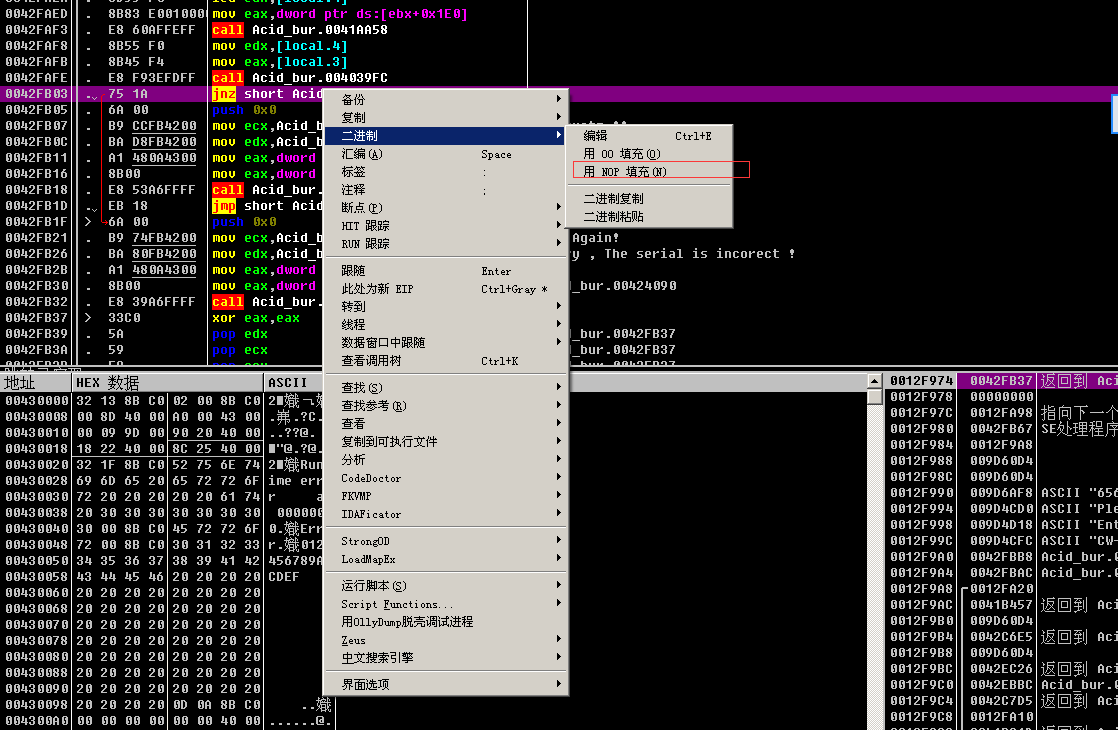 0042FAED . 8B83 E0010000 mov eax,dword ptr ds:[ebx+0x1E0]
0042FAF3 . E8 60AFFEFF call Acid_bur.0041AA58
0042FAF8 . 8B55 F0 mov edx,[local.4]
0042FAFB . 8B45 F4 mov eax,[local.3]
0042FAFE . E8 F93EFDFF call Acid_bur.004039FC
0042FB03 . 75 1A jnz short Acid
0042FB05 . 6A 00 push 0x0
0042FB07 . B9 CCFB4200 mov ecx,Acid_b
0042FB0C . BA D8FB4200 mov edx,Acid_b
0042FB11 . A1 480A4300 mov eax,dword
0042FB16 . 8B00 mov eax,dword
0042FB18 . E8 53A6FFFF call Acid_bur.
0042FB1D . EB 18 jmp short Acid
0042FB1F > 6A 00 push 0x0
0042FB21 . B9 74FB4200 mov ecx,Acid_b Again!
0042FB26 . BA 80FB4200 mov edx,Acid_b y , The serial is incorect !
0042FB2B . A1 480A4300 mov eax,dword
0042FB30 . 8B00 mov eax,dword _bur.00424090
0042FB32 . E8 39A6FFFF call Acid_bur.
0042FB37 > 33C0 xor eax,eax
0042FB39 . 5A pop edx _bur.0042FB37
0042FB3A . 59 pop ecx _bur.0042FB37
备份
复制
二进制
汇编(A) Space
标签 :
注释 ;
断点(P)
HIT 跟踪
RUN 跟踪
跟随 Enter
此处为新 EIP Ctrl+Gray *
转到
线程
数据窗口中跟随
查看调用树 Ctrl+K
查找(S)
查找参考(R)
查看
复制到可执行文件
分析
CodeDoctor
FKVMP
IDAFicator
StrongOD
LoadMapEx
运行脚本(S)
Script Functions...
用OllyDump脱壳调试进程
Zeus
中文搜索引擎
界面选项
编辑 Ctrl+E
用 00 填充(O)
用 NOP 填充(N)
二进制复制
二进制粘贴
地址 HEX 数据 ASCII
00430000 32 13 8B C0 02 00 8B C0
00430008 00 8D 40 00 A0 00 43 00
00430010 00 09 9D 00 90 20 40 00
00430018 18 22 40 00 8C 25 40 00
00430020 32 1F 8B C0 52 75 6E 74
00430028 69 6D 65 20 65 72 72 6F ime err
00430030 72 20 20 20 20 20 61 74 r a
00430038 20 30 30 30 30 30 30 30 000000
00430040 30 00 8B C0 45 72 72 6F
00430048 72 00 8B C0 30 31 32 33
00430050 34 35 36 37 38 39 41 42 456789A
00430058 43 44 45 46 20 20 20 20 CDEF
00430060 20 20 20 20 20 20 20 20
00430068 20 20 20 20 20 20 20 20
00430070 20 20 20 20 20 20 20 20
00430078 20 20 20 20 20 20 20 20
00430080 20 20 20 20 20 20 20 20
00430088 20 20 20 20 20 20 20 20
00430090 20 20 20 20 20 20 20 20
00430098 20 20 20 20 0D 0A 8B C0
004300A0 00 00 00 00 00 00 40 00 ......@.
0012F974 0042FB37 返回到 Aci
0012F978 00000000
0012F97C 0012FA98 指向下一个
0012F980 0042FB67 SE处理程序
0012F984 0012F9A8
0012F988 009D60D4
0012F98C 009D60D4
0012F990 009D6AF8 ASCII "656
0012F994 009D4CD0 ASCII "Ple
0012F998 009D4D18 ASCII "Ent
0012F99C 009D4CFC ASCII "CW-
0012F9A0 0042FBB8 Acid_bur.0
0012F9A4 0042FBAC Acid_bur.0
0012F9A8 0012FA20
0012F9AC 0041B457 返回到 Aci
0012F9B0 009D60D4
0012F9B4 0042C6E5 返回到 Aci
0012F9B8 009D60D4
0012F9BC 0042EC26 返回到 Aci
0012F9C0 0042EBBC Acid_bur.0
0012F9C4 0042C7D5 返回到 Aci
0012F9C8 0012FA10